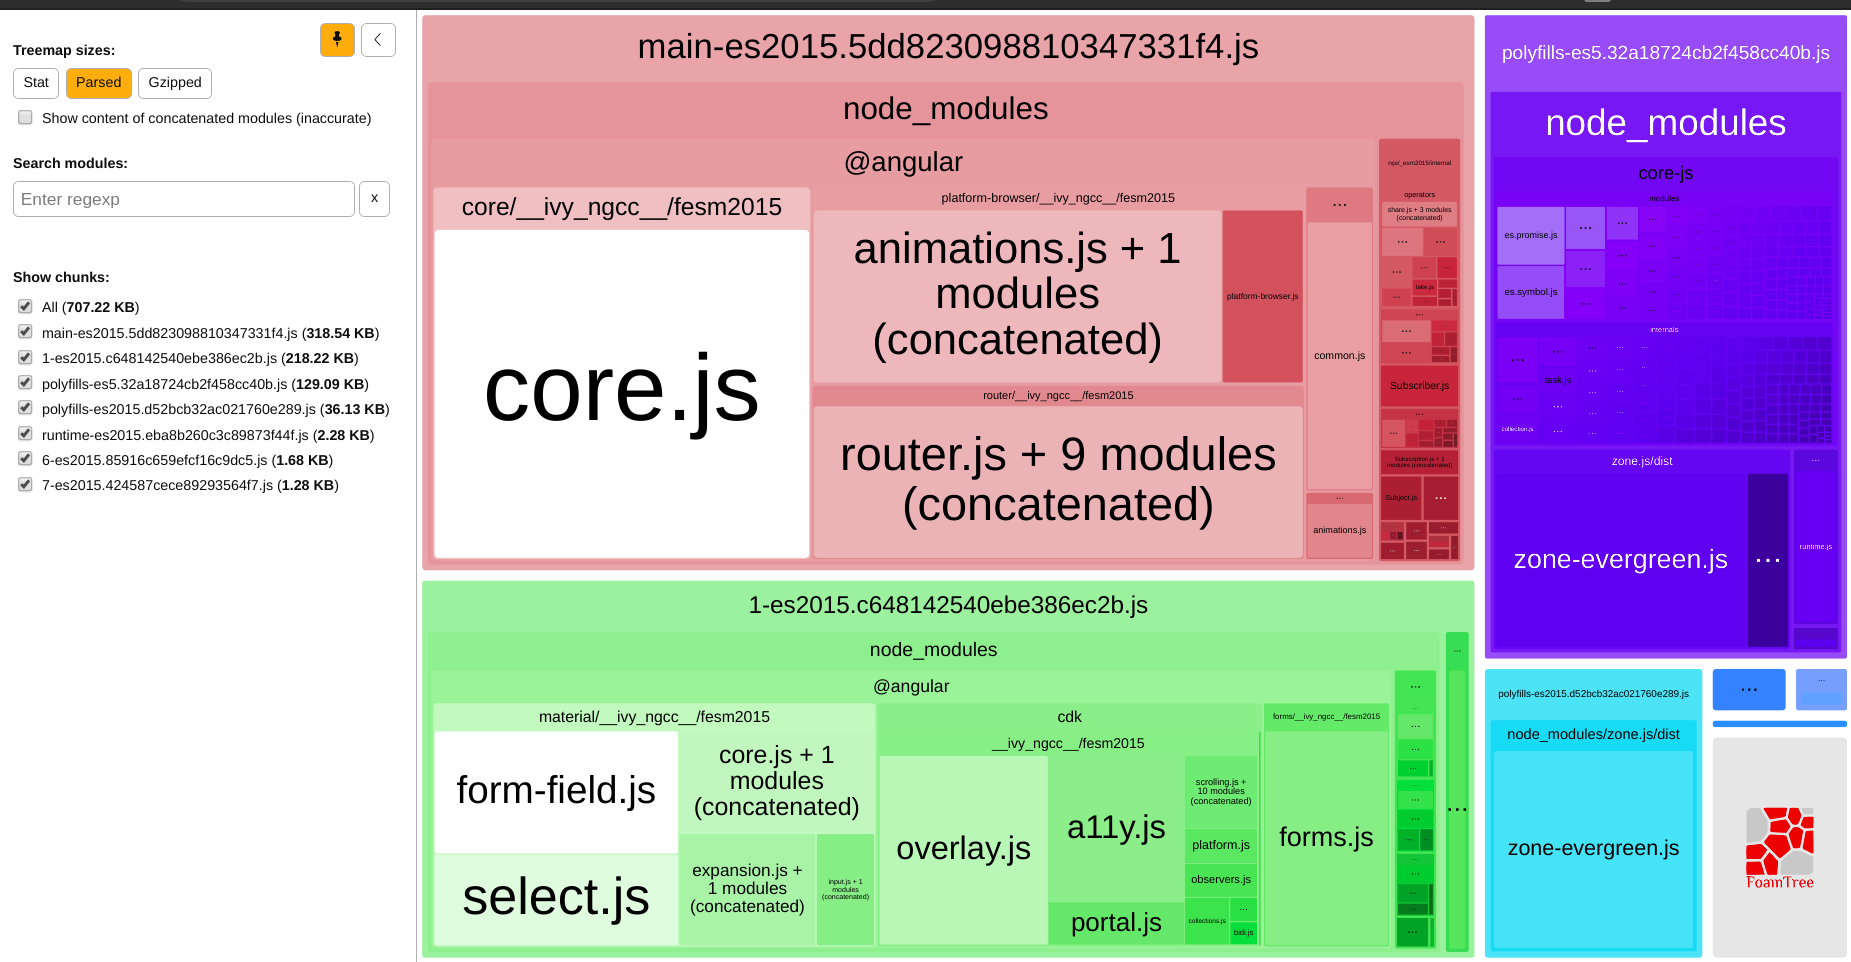 Treemap sizes:
Stat
Parsed
Gzipped
Show content of concatenated modules (inaccurate)
Search modules:
Enter regexp
x
Show chunks:
All (707.22 KB)
main-es2015.5dd823098810347331f4.js (318.54 KB)
1-es2015.c648142540ebe386ec2b.js (218.22 KB)
polyfills-es5.32a18724cb2f458cc40b.js (129.09 KB)
polyfills-es2015.d52bcb32ac021760e289.js (36.13 KB)
runtime-es2015.eba8b260c3c89873f44f.js (2.28 KB)
6-es2015.85916c659efcf16c9dc5.js (1.68 KB)
7-es2015.424587cece89293564f7.js (1.28 KB)
main-es2015.5dd823098810347331f4.js
node_modules
@angular
core/__ivy_ngcc__/fesm2015
core.js
platform-browser/__ivy_ngcc__/fesm2015
animations.js + 1
modules
(concatenated)
platform-browser.js
router/__ivy_ngcc__/fesm2015
router.js + 9 modules
(concatenated)
...
common.js
...
animations.js
rxjs/_esm2015/internal
operators
share.js + 3 modules
(concatenated)
take.js
Subscriber.js
Subscription.js + 1
modules (concatenated)
Subject.js
...
1-es2015.c648142540ebe386ec2b.js
node_modules
@angular
material/__ivy_ngcc__/fesm2015
form-field.js
select.js
core.js + 1
modules
(concatenated)
expansion.js +
1 modules
(concatenated)
input.js + 1
modules
(concatenated)
cdk
__ivy_ngcc__/fesm2015
overlay.js
a11y.js
portal.js
scrolling.js +
10 modules
(concatenated)
platform.js
observers.js
collections.js
...
bidi.js
forms/__ivy_ngcc__/fesm2015
forms.js
...
...
polyfills-es5.32a18724cb2f458cc40b.js
node_modules
core-js
modules
es.promise.js
es.symbol.js
internals
task.js
collection.js
zone.js/dist
zone-evergreen.js
...
...
runtime.js
polyfills-es2015.d52bcb32ac021760e289.js
node_modules/zone.js/dist
zone-evergreen.js
...
...
FoamTree